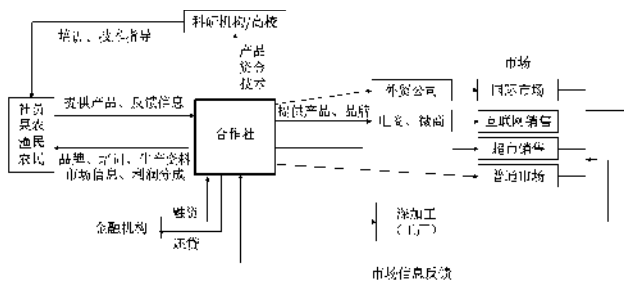 科研机构/高校
培训、技术指导
产品
资金
技术
市场
社员
果农
渔民
农民
提供产品、反馈信息
合作社
提供产品、品牌
外贸公司
国际市场
电商、微商
互联网销售
超市销售
普通市场
品牌、培训、生产资料
市场信息、利润分成
融资
金融机构
还贷
深加工
（工厂）
市场信息反馈